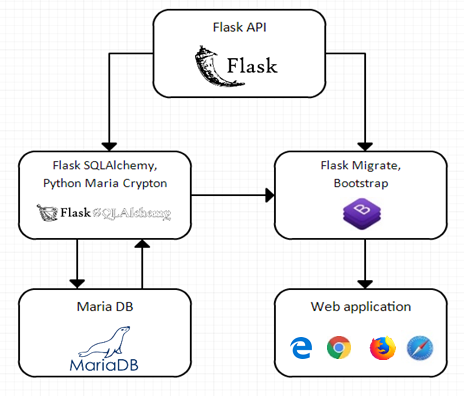 Flask API
Flask
Flask SQLAlchemy,
Python Maria Crypton
Flask SQLAlchemy
Flask Migrate,
Bootstrap
B
Maria DB
MariaDB
Web application